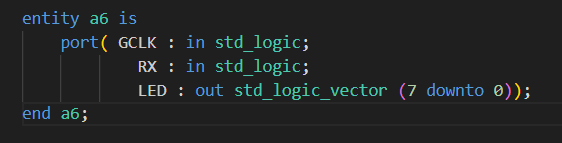 entity a6 is
    port( GCLK : in std_logic;
            RX : in std_logic;
            LED : out std_logic_vector (7 downto 0));
end a6;